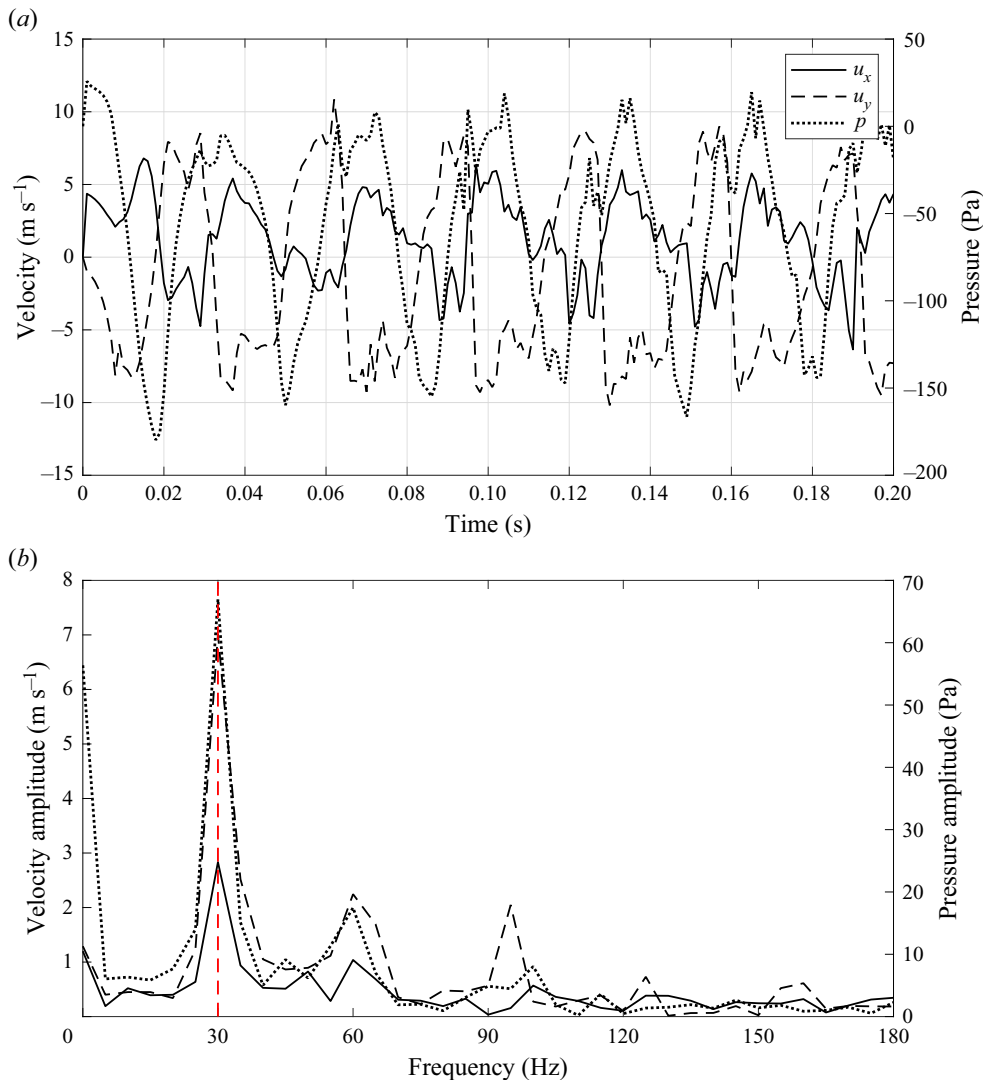 (a)
15
10
5
0
–5
–10
–15
Velocity (m s–1)
50
0
–50
–100
–150
–200
Pressure (Pa)
ux
uy
p
0 0.02 0.04 0.06 0.08 0.10 0.12 0.14 0.16 0.18 0.20
Time (s)
(b)
8
7
6
5
4
3
2
1
Velocity amplitude (m s–1)
70
60
50
40
30
20
10
0
Pressure amplitude (Pa)
0 30 60 90 120 150 180
Frequency (Hz)